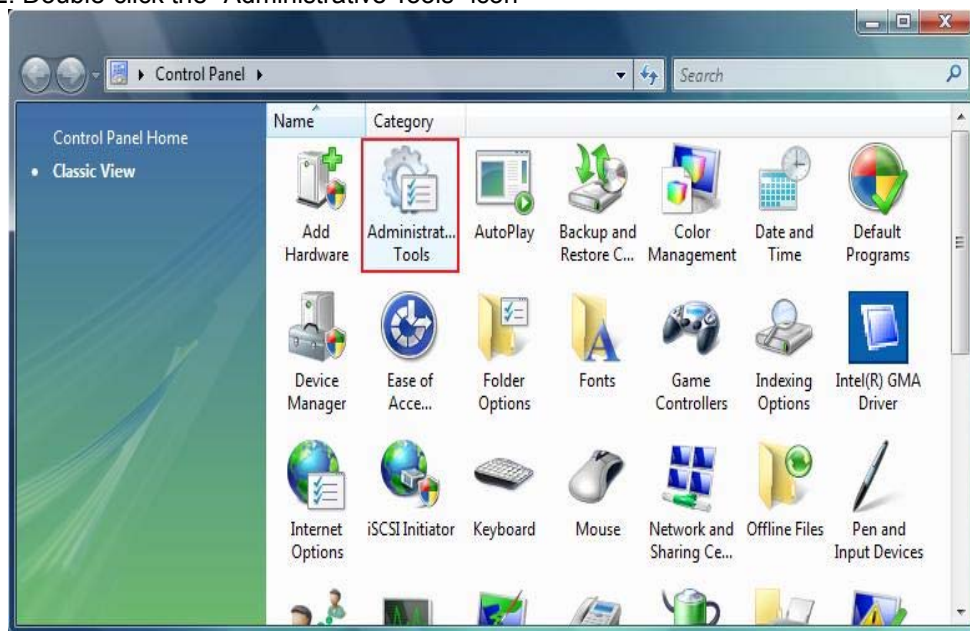 2. Double-click the "Administrative Tools" icon
Control Panel
Search
Control Panel Home
Classic View
Name Category
Add
Hardware
Administrat...
Tools
AutoPlay
Backup and
Restore C...
Color
Management
Date and
Time
Default
Programs
Device
Manager
Ease of
Acce...
Folder
Options
Fonts
Game
Controllers
Indexing
Options
Intel(R) GMA
Driver
Internet
Options
iSCSI Initiator
Keyboard
Mouse
Network and
Sharing Ce...
Offline Files
Pen and
Input Devices